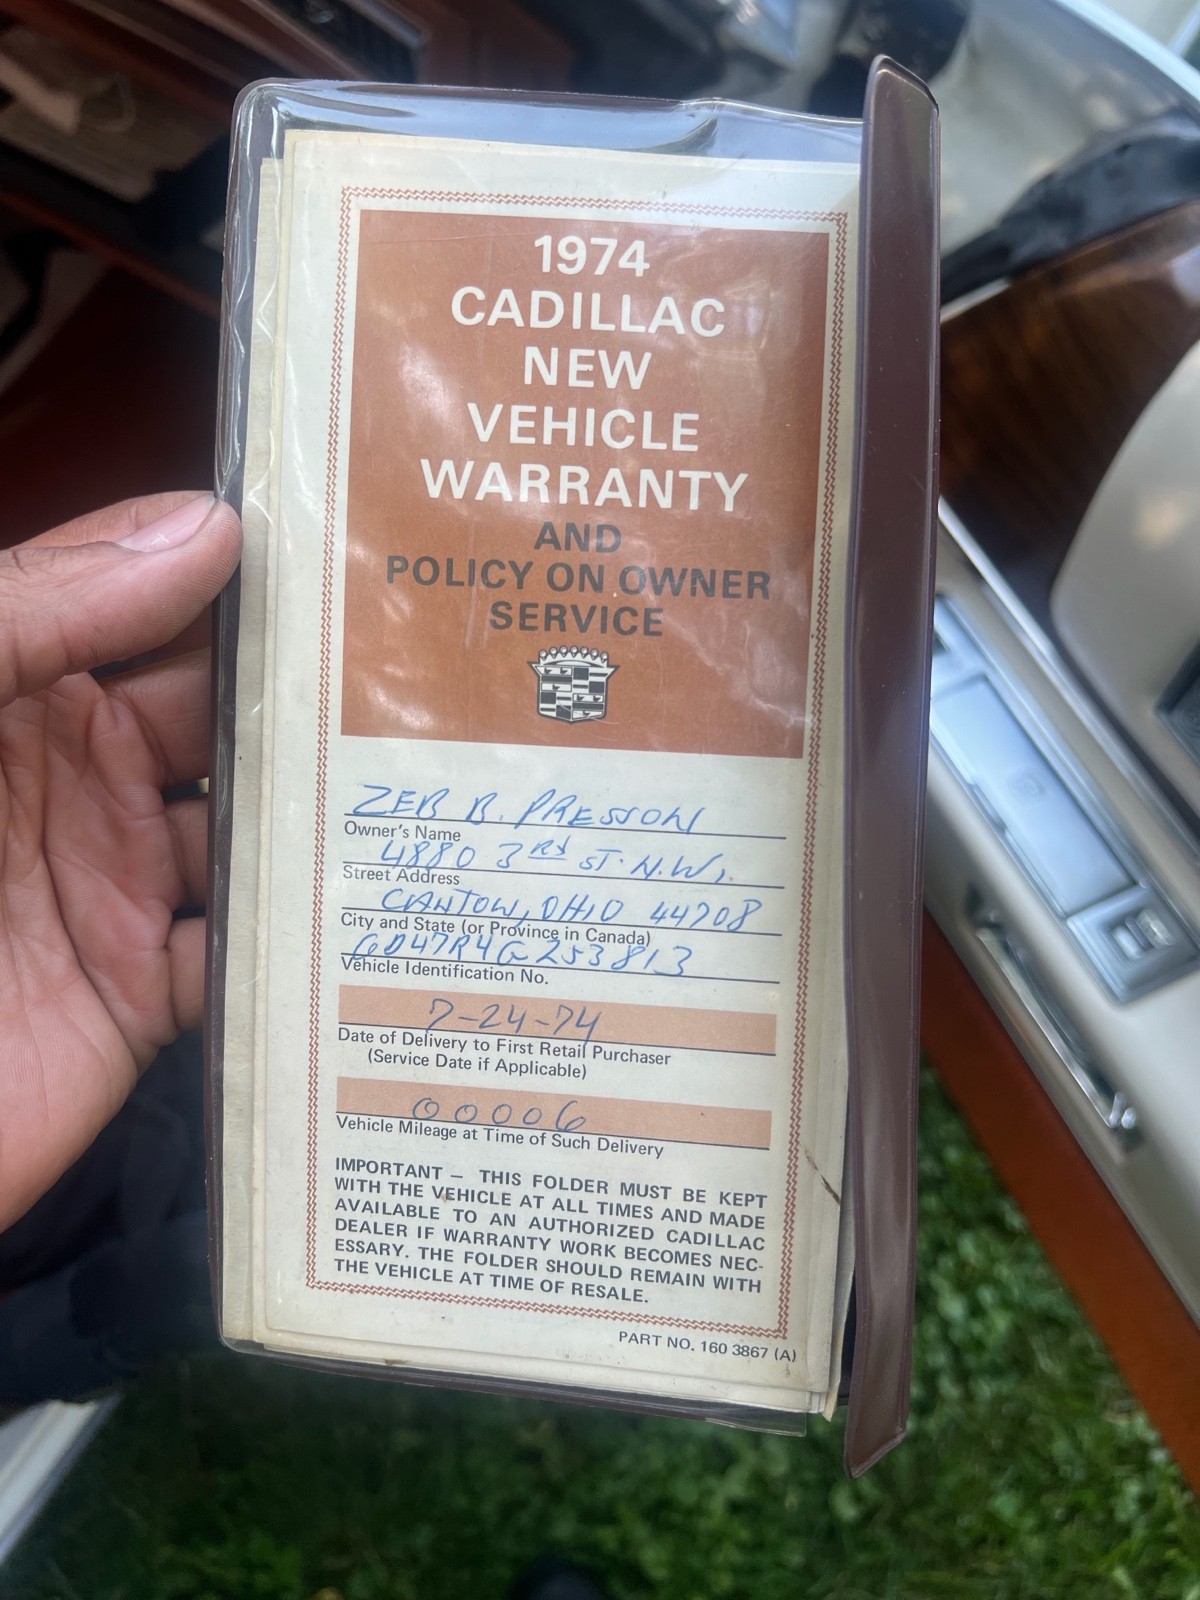 1974
CADILLAC
NEW
VEHICLE
WARRANTY
AND
POLICY ON OWNER
SERVICE
ZEB B. PRESSON
Owner's Name
4880 3RD ST. N.W.
Street Address
CANTON, OHIO 44708
City and State (or Province in Canada)
6D47R4Q253813
Vehicle Identification No.
7-24-74
Date of Delivery to First Retail Purchaser
(Service Date if Applicable)
00006
Vehicle Mileage at Time of Such Delivery
IMPORTANT — THIS FOLDER MUST BE KEPT
WITH THE VEHICLE AT ALL TIMES AND MADE
AVAILABLE TO AN AUTHORIZED CADILLAC
DEALER IF WARRANTY WORK BECOMES NEC-
ESSARY. THE FOLDER SHOULD REMAIN WITH
THE VEHICLE AT TIME OF RESALE.
PART NO. 160 3867 (A)